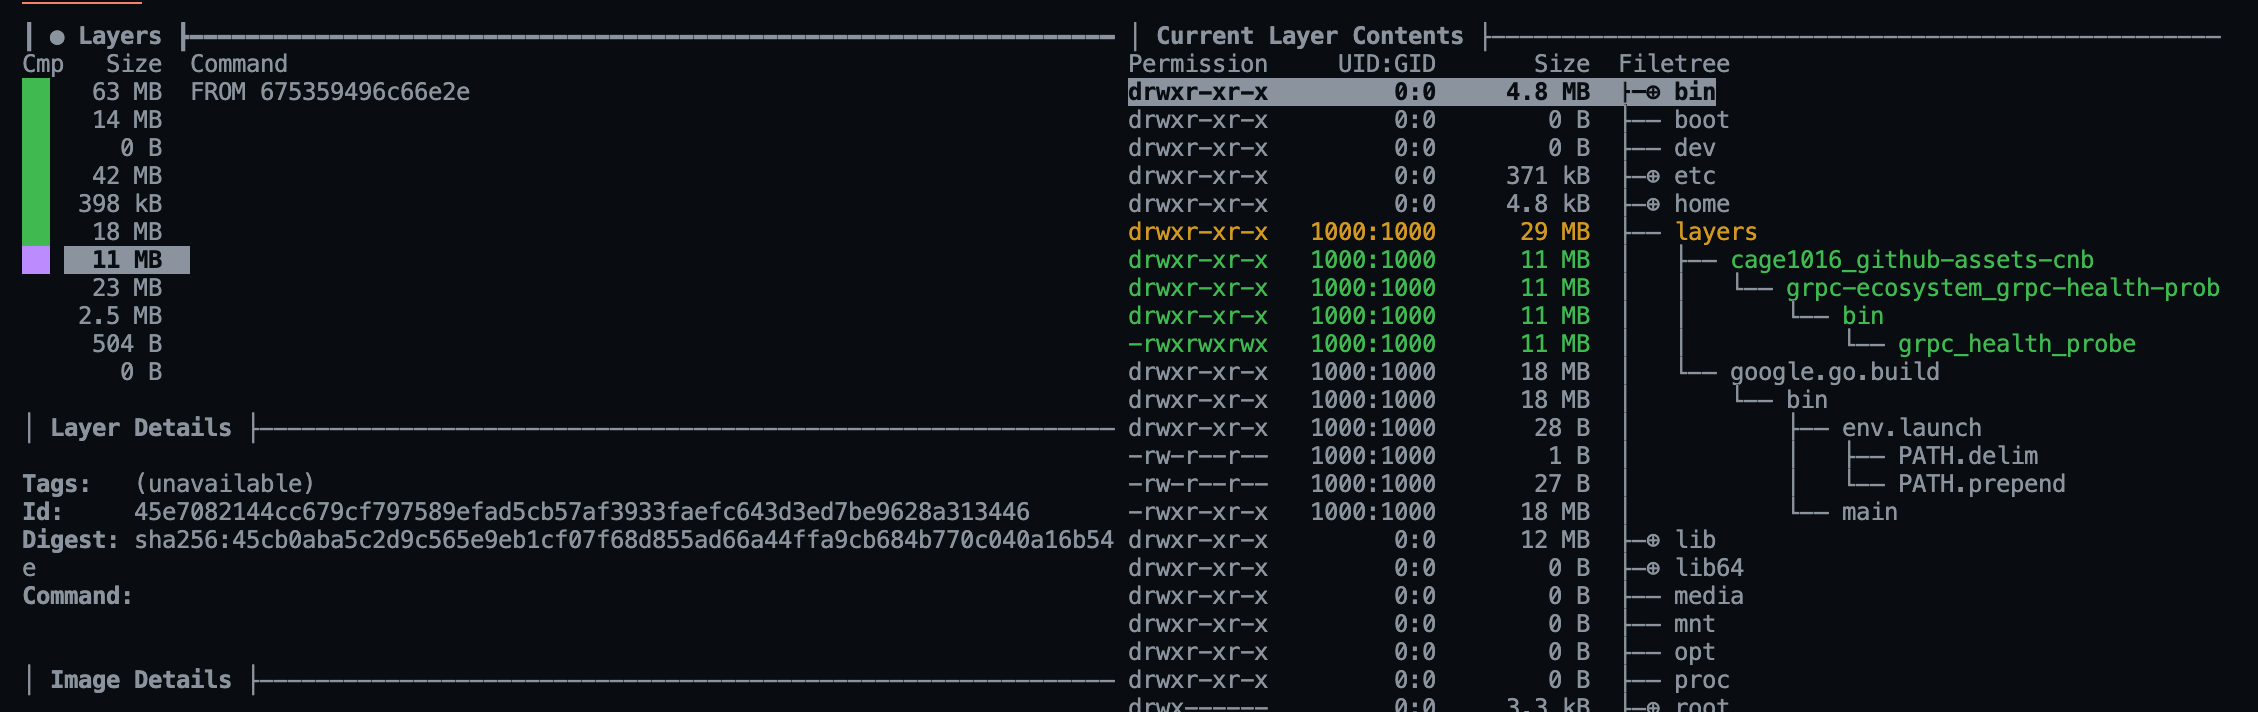 │ ● Layers ├
Cmp Size Command
63 MB FROM 675359496c66e2e
14 MB
0 B
42 MB
398 kB
18 MB
11 MB
23 MB
2.5 MB
504 B
0 B
│ Layer Details ├
Tags: (unavailable)
Id: 45e7082144cc679cf797589efad5cb57af3933faefc643d3ed7be9628a313446
Digest: sha256:45cb0aba5c2d9c565e9eb1cf07f68d855ad66a44ffa9cb684b770c040a16b54
e
Command:
│ Image Details ├
│ Current Layer Contents ├
Permission UID:GID Size Filetree
drwxr-xr-x 0:0 4.8 MB ├─⊕ bin
drwxr-xr-x 0:0 0 B ├── boot
drwxr-xr-x 0:0 0 B ├── dev
drwxr-xr-x 0:0 371 kB ├─⊕ etc
drwxr-xr-x 0:0 4.8 kB ├─⊕ home
drwxr-xr-x 1000:1000 29 MB ├── layers
drwxr-xr-x 1000:1000 11 MB │ ├── cage1016_github-assets-cnb
drwxr-xr-x 1000:1000 11 MB │ │ └── grpc-ecosystem_grpc-health-prob
drwxr-xr-x 1000:1000 11 MB │ │ └── bin
-rwxrwxrwx 1000:1000 11 MB │ │ └── grpc_health_probe
drwxr-xr-x 1000:1000 18 MB │ └── google.go.build
drwxr-xr-x 1000:1000 18 MB │ └── bin
drwxr-xr-x 1000:1000 28 B │ ├── env.launch
-rw-r--r-- 1000:1000 1 B │ │ ├── PATH.delim
-rw-r--r-- 1000:1000 27 B │ │ └── PATH.prepend
-rwxr-xr-x 1000:1000 18 MB │ └── main
drwxr-xr-x 0:0 12 MB ├─⊕ lib
drwxr-xr-x 0:0 0 B ├─⊕ lib64
drwxr-xr-x 0:0 0 B ├── media
drwxr-xr-x 0:0 0 B ├── mnt
drwxr-xr-x 0:0 0 B ├── opt
drwxr-xr-x 0:0 0 B ├── proc
drwx------ 0:0 3.3 kB ├─⊕ root